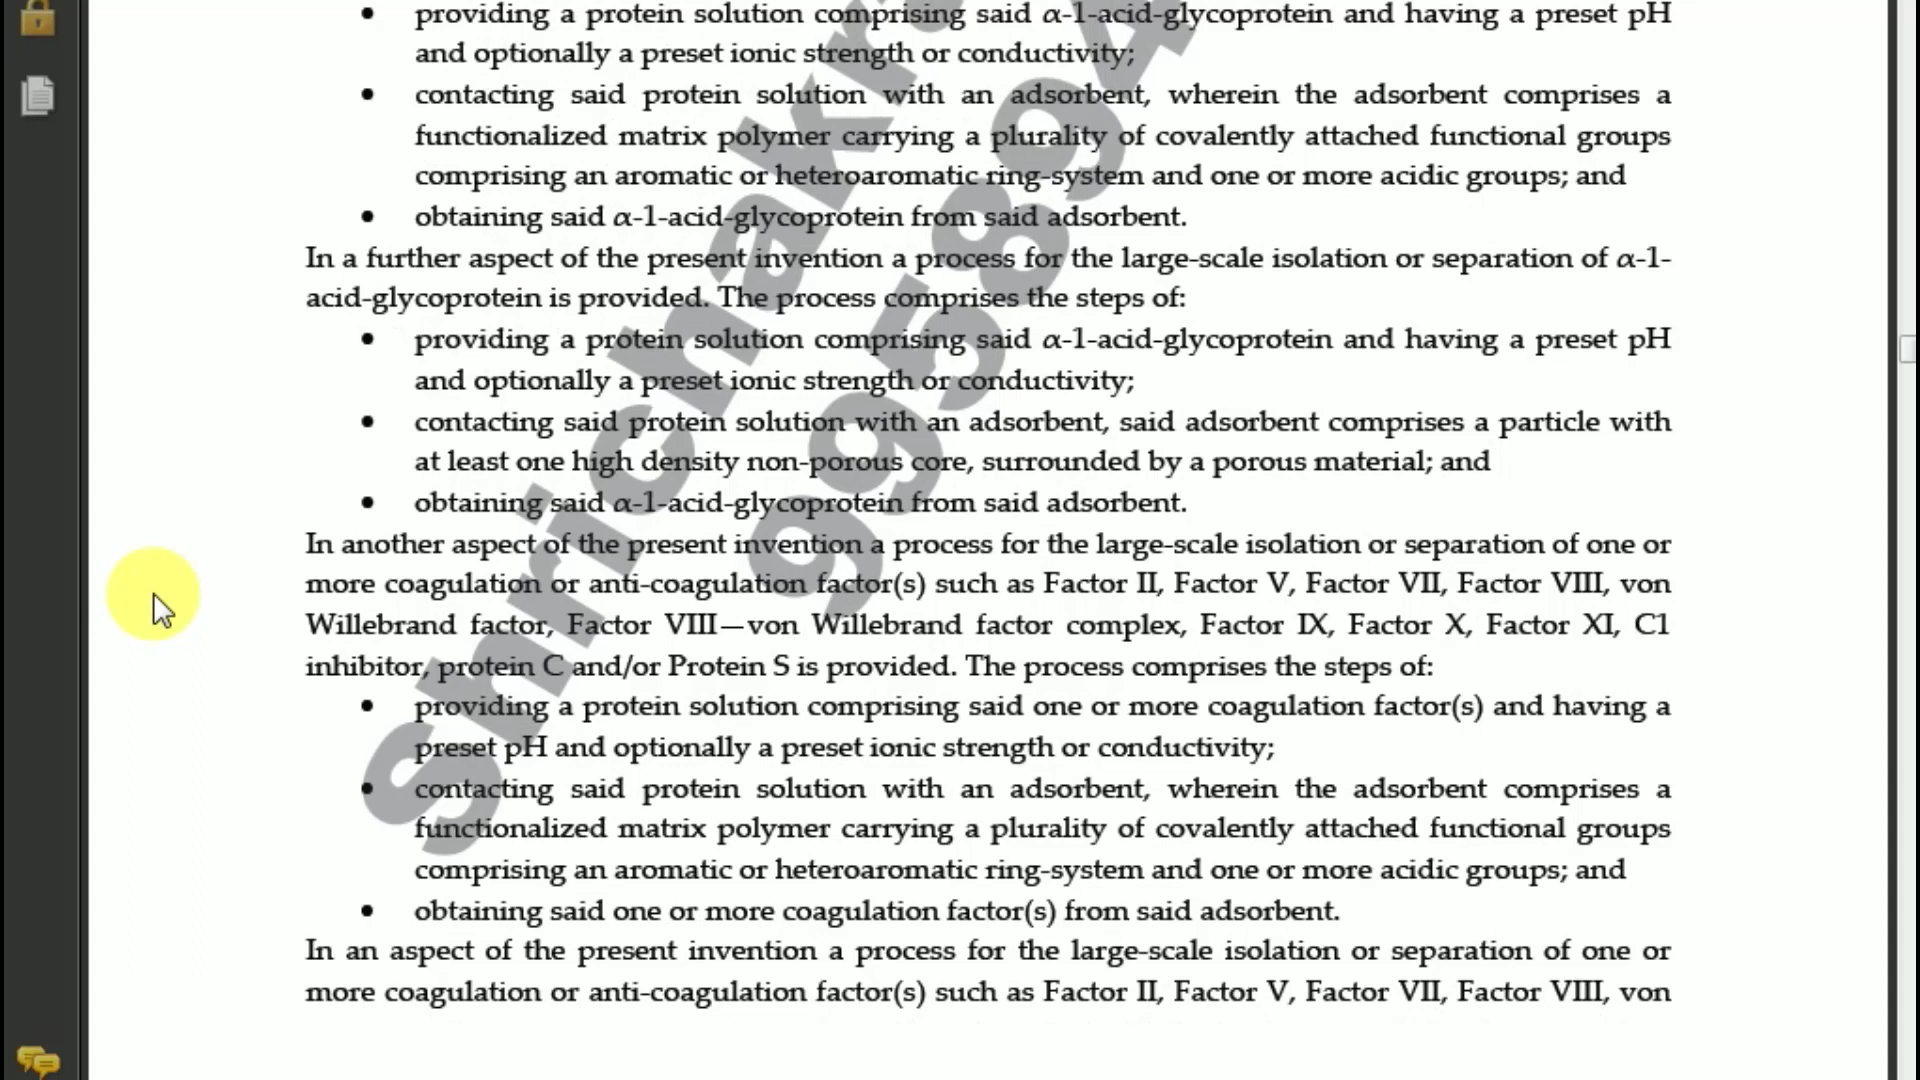 providing a protein solution comprising said α-1-acid-glycoprotein and having a preset pH
and optionally a preset ionic strength or conductivity;
contacting said protein solution with an adsorbent, wherein the adsorbent comprises a
functionalized matrix polymer carrying a plurality of covalently attached functional groups
comprising an aromatic or heteroaromatic ring-system and one or more acidic groups; and
obtaining said α-1-acid-glycoprotein from said adsorbent.
In a further aspect of the present invention a process for the large-scale isolation or separation of α-1-
acid-glycoprotein is provided. The process comprises the steps of:
providing a protein solution comprising said α-1-acid-glycoprotein and having a preset pH
and optionally a preset ionic strength or conductivity;
contacting said protein solution with an adsorbent, said adsorbent comprises a particle with
at least one high density non-porous core, surrounded by a porous material; and
obtaining said α-1-acid-glycoprotein from said adsorbent.
In another aspect of the present invention a process for the large-scale isolation or separation of one or
more coagulation or anti-coagulation factor(s) such as Factor II, Factor V, Factor VII, Factor VIII, von
Willebrand factor, Factor VIII—von Willebrand factor complex, Factor IX, Factor X, Factor XI, C1
inhibitor, protein C and/or Protein S is provided. The process comprises the steps of:
providing a protein solution comprising said one or more coagulation factor(s) and having a
preset pH and optionally a preset ionic strength or conductivity;
contacting said protein solution with an adsorbent, wherein the adsorbent comprises a
functionalized matrix polymer carrying a plurality of covalently attached functional groups
comprising an aromatic or heteroaromatic ring-system and one or more acidic groups; and
obtaining said one or more coagulation factor(s) from said adsorbent.
In an aspect of the present invention a process for the large-scale isolation or separation of one or
more coagulation or anti-coagulation factor(s) such as Factor II, Factor V, Factor VII, Factor VIII, von